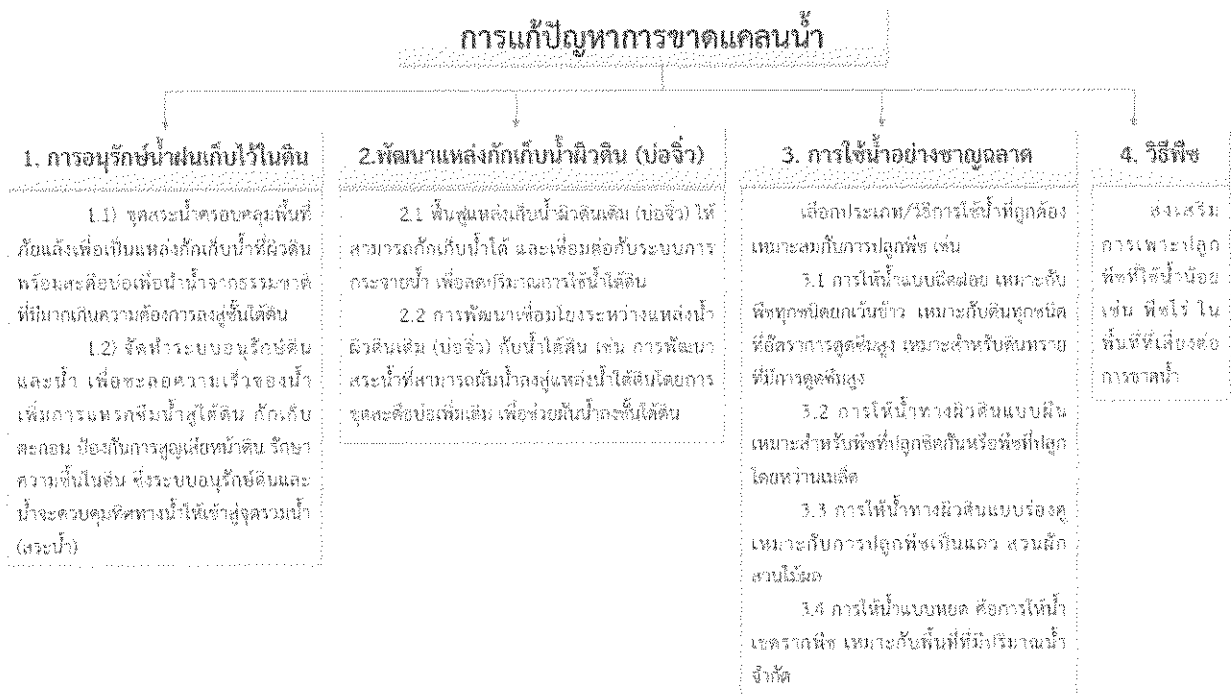 การแก้ปัญหาการขาดแคลนน้ำ
1. การอนุรักษ์น้ำฝนเก็บไว้ในดิน
1.1) ขุดสระน้ำครอบคลุมพื้นที่
ภัยแล้งเพื่อเป็นแหล่งกักเก็บน้ำที่ผิวดิน
พร้อมสะดือบ่อเพื่อนำน้ำจากธรรมชาติ
ที่มีมากเกินความต้องการลงสู่ชั้นใต้ดิน
1.2) จัดทำระบบอนุรักษ์ดิน
และน้ำ เพื่อชะลอความเร็วของน้ำ
เพิ่มการแทรกซึมน้ำสู่ใต้ดิน กักเก็บ
ตะกอน ป้องกันการสูญเสียหน้าดิน รักษา
ความชื้นในดิน ซึ่งระบบอนุรักษ์ดินและ
น้ำจะควบคุมทิศทางน้ำให้เข้าสู่จุดรวมน้ำ
(สระน้ำ)
2.พัฒนาแหล่งกักเก็บน้ำผิวดิน (บ่อจิ๋ว)
2.1 ฟื้นฟูแหล่งเก็บน้ำผิวดินเดิม (บ่อจิ๋ว) ให้
สามารถกักเก็บน้ำได้ และเชื่อมต่อกับระบบการ
กระจายน้ำ เพื่อลดปริมาณการใช้น้ำใต้ดิน
2.2 การพัฒนาเชื่อมโยงระหว่างแหล่งน้ำ
ผิวดินเดิม (บ่อจิ๋ว) กับน้ำใต้ดิน เช่น การพัฒนา
สระน้ำที่สามารถผันน้ำลงสู่แหล่งน้ำใต้ดินโดยการ
ขุดสะดือบ่อเพิ่มเติม เพื่อช่วยผันน้ำลงชั้นใต้ดิน
3. การใช้น้ำอย่างชาญฉลาด
เลือกประเภท/วิธีการใช้น้ำที่ถูกต้อง
เหมาะสมกับการปลูกพืช เช่น
3.1 การให้น้ำแบบฉีดฝอย เหมาะกับ
พืชทุกชนิดยกเว้นข้าว เหมาะกับดินทุกชนิด
ที่อัตราการดูดซึมสูง เหมาะสำหรับดินทราย
ที่มีการดูดซึมสูง
3.2 การให้น้ำทางผิวดินแบบผืน
เหมาะสำหรับพืชที่ปลูกชิดกันหรือพืชที่ปลูก
โดยหว่านเมล็ด
3.3 การให้น้ำทางผิวดินแบบร่องคู
เหมาะกับการปลูกพืชเป็นแถว สวนผัก
สวนไม้ผล
3.4 การให้น้ำแบบหยด คือการให้น้ำ
เขตรากพืช เหมาะกับพื้นที่ที่มีปริมาณน้ำ
จำกัด
4. วิธีพืช
ส่งเสริม
การเพาะปลูก
พืชที่ใช้น้ำน้อย
เช่น พืชไร่ ใน
พื้นที่ที่เสี่ยงต่อ
การขาดน้ำ